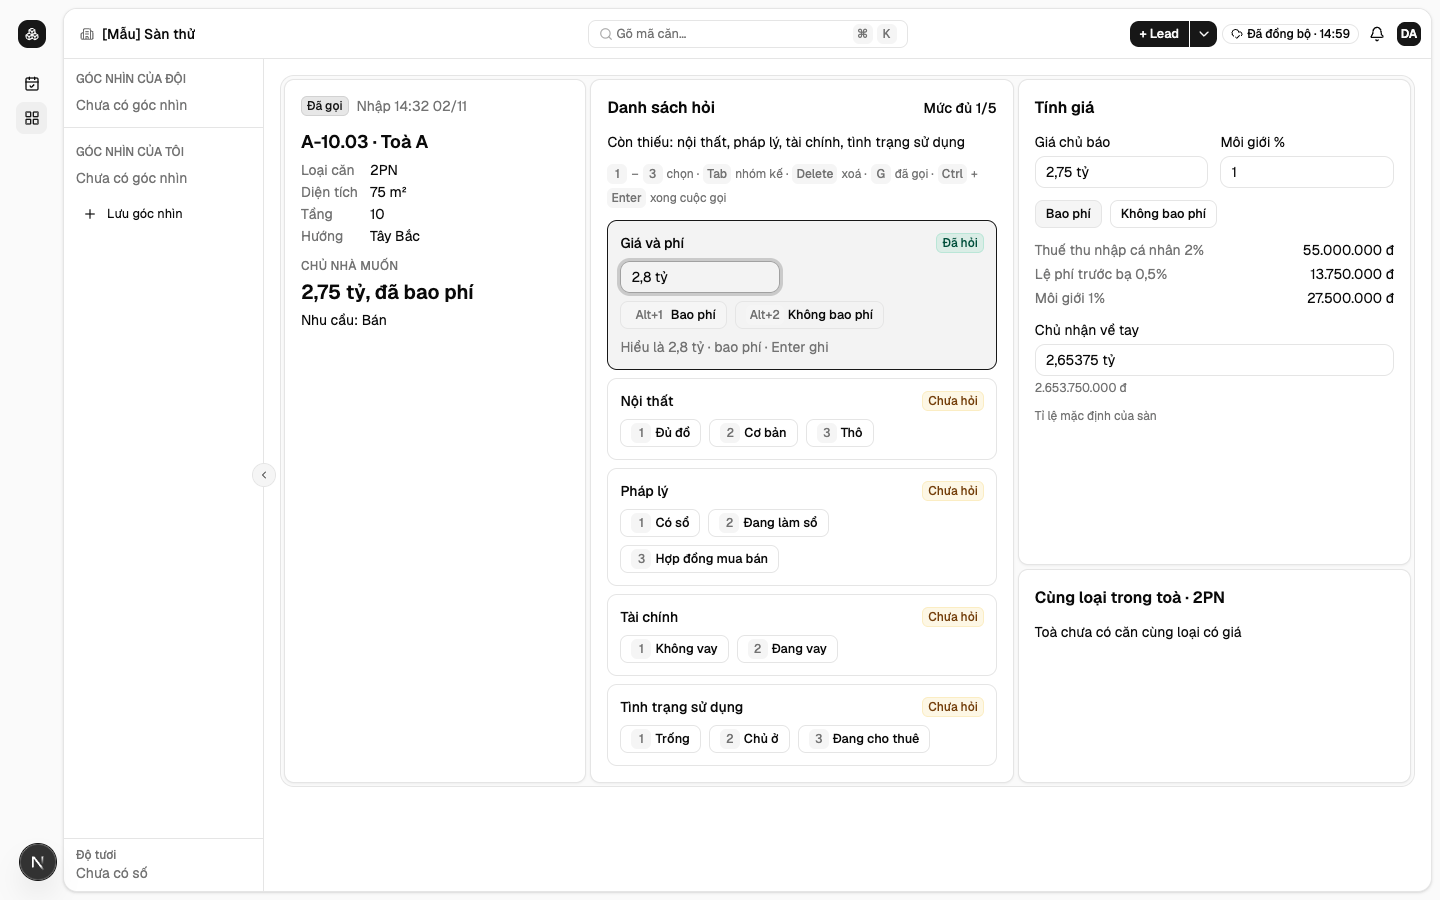 [Mẫu] Sàn thử
Gõ mã căn…
⌘ K
+ Lead
Đã đồng bộ · 14:59
DA
GÓC NHÌN CỦA ĐỘI
Chưa có góc nhìn
GÓC NHÌN CỦA TÔI
Chưa có góc nhìn
+ Lưu góc nhìn
Độ tươi
Chưa có số
N
Đã gọi Nhập 14:32 02/11
A-10.03 · Toà A
Loại căn 2PN
Diện tích 75 m²
Tầng 10
Hướng Tây Bắc
CHỦ NHÀ MUỐN
2,75 tỷ, đã bao phí
Nhu cầu: Bán
Danh sách hỏi Mức đủ 1/5
Còn thiếu: nội thất, pháp lý, tài chính, tình trạng sử dụng
1 – 3 chọn · Tab nhóm kế · Delete xoá · G đã gọi · Ctrl +
Enter xong cuộc gọi
Giá và phí Đã hỏi
2,8 tỷ
Alt+1 Bao phí Alt+2 Không bao phí
Hiểu là 2,8 tỷ · bao phí · Enter ghi
Nội thất Chưa hỏi
1 Đủ đồ 2 Cơ bản 3 Thô
Pháp lý Chưa hỏi
1 Có sổ 2 Đang làm sổ
3 Hợp đồng mua bán
Tài chính Chưa hỏi
1 Không vay 2 Đang vay
Tình trạng sử dụng Chưa hỏi
1 Trống 2 Chủ ở 3 Đang cho thuê
Tính giá
Giá chủ báo Môi giới %
2,75 tỷ 1
Bao phí Không bao phí
Thuế thu nhập cá nhân 2% 55.000.000 đ
Lệ phí trước bạ 0,5% 13.750.000 đ
Môi giới 1% 27.500.000 đ
Chủ nhận về tay
2,65375 tỷ
2.653.750.000 đ
Tỉ lệ mặc định của sàn
Cùng loại trong toà · 2PN
Toà chưa có căn cùng loại có giá